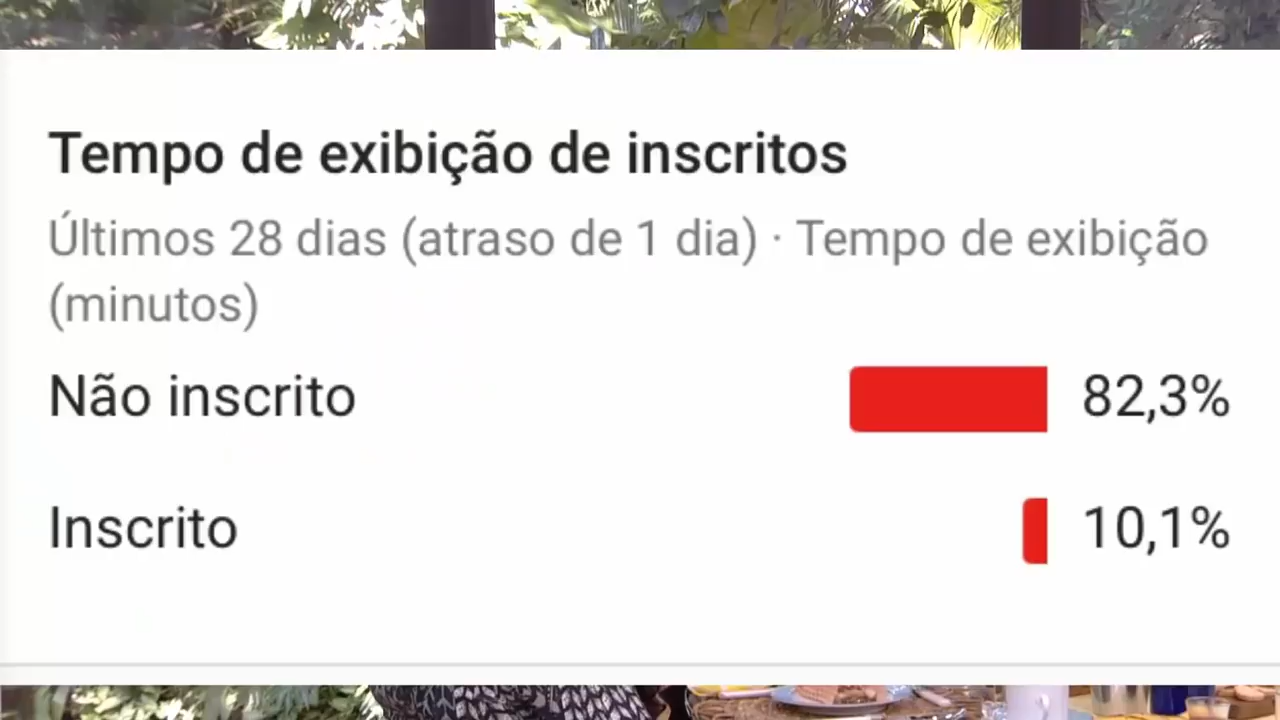 Tempo de exibição de inscritos
Últimos 28 dias (atraso de 1 dia) · Tempo de exibição
(minutos)
Não inscrito 82,3%
Inscrito 10,1%